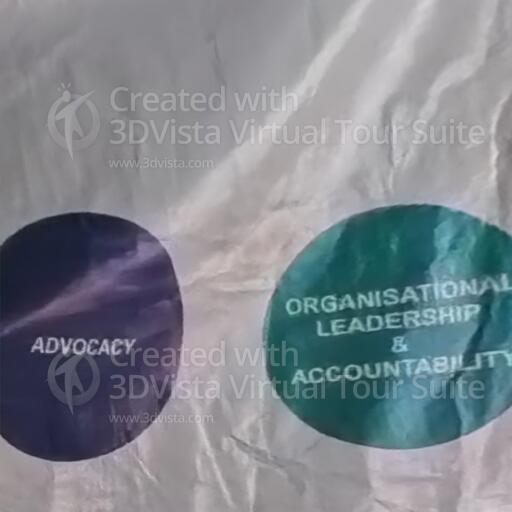 Created with
3DVista Virtual Tour Suite
www.3dvista.com
ADVOCACY
ORGANISATIONAL
LEADERSHIP
&
ACCOUNTABILITY
Created with
3DVista Virtual Tour Suite
www.3dvista.com